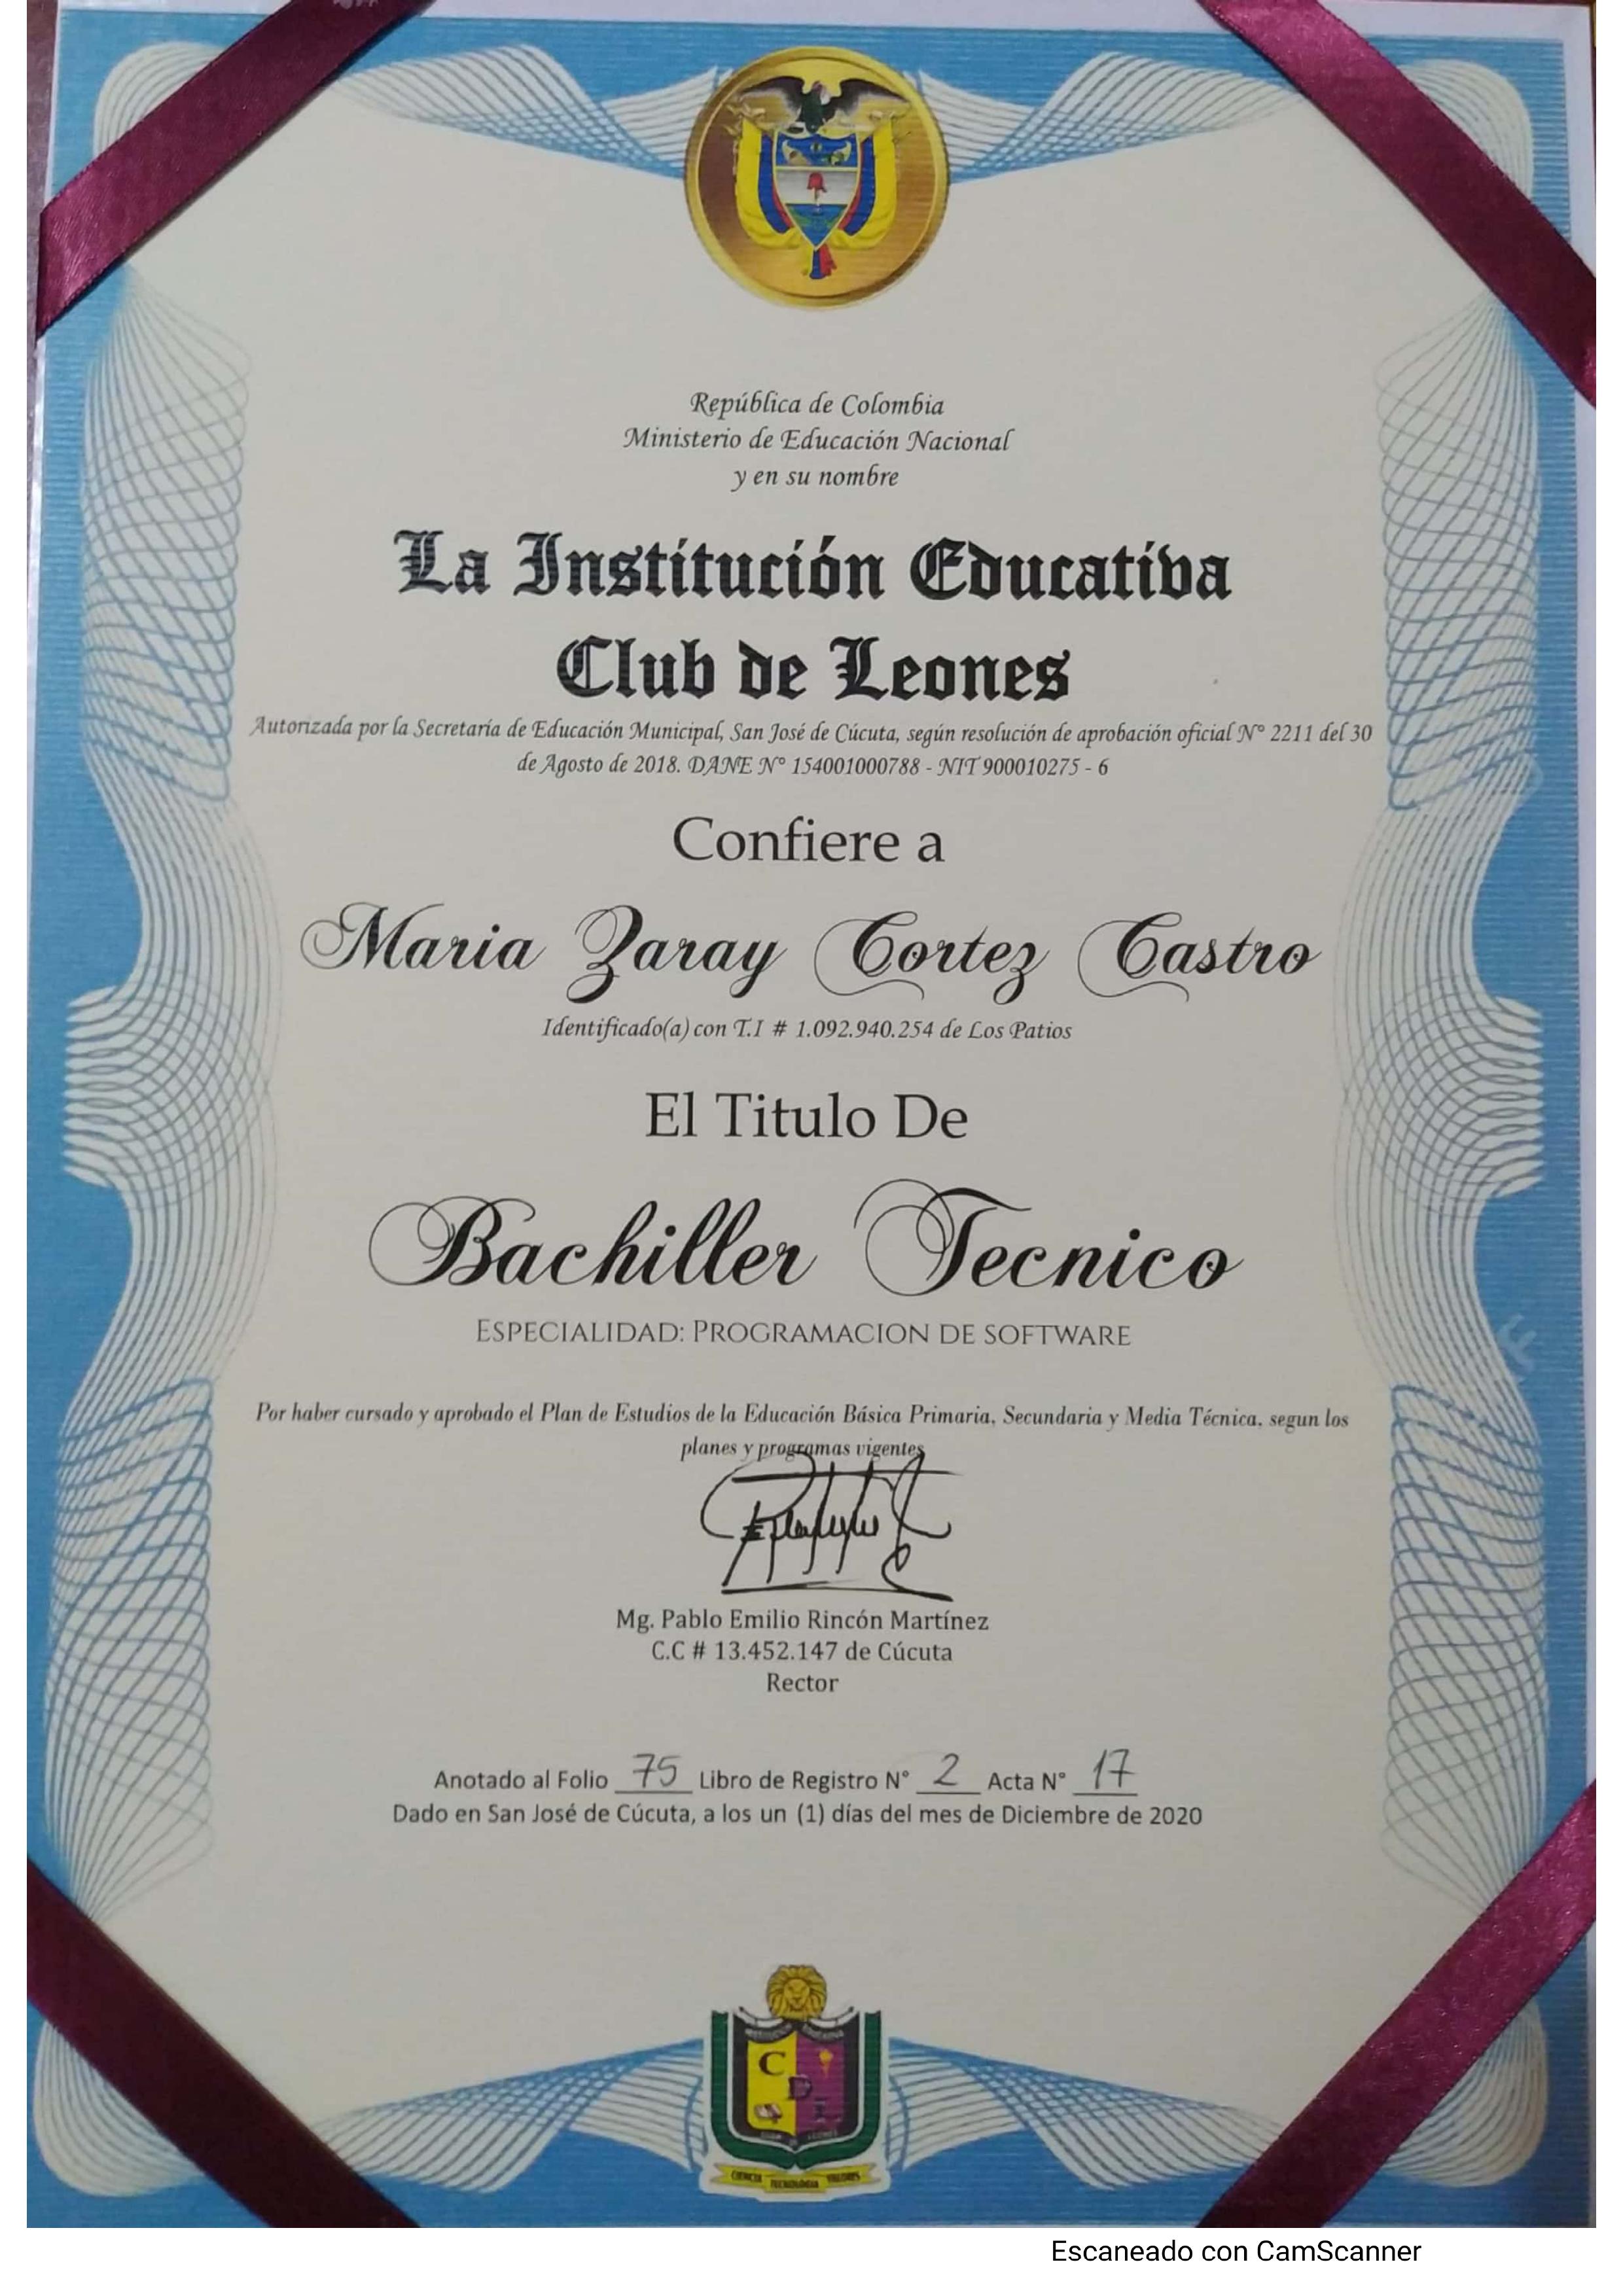 República de Colombia
Ministerio de Educación Nacional
y en su nombre
La Institución Educativa
Club de Leones
Autorizada por la Secretaría de Educación Municipal, San José de Cúcuta, según resolución de aprobación oficial N° 2211 del 30
de Agosto de 2018. DANE N° 154001000788 - NIT 900010275 - 6
Confiere a
Maria Zaray Cortez Castro
Identificado(a) con T.I # 1.092.940.254 de Los Patios
El Titulo De
Bachiller Tecnico
ESPECIALIDAD: PROGRAMACION DE SOFTWARE
Por haber cursado y aprobado el Plan de Estudios de la Educación Básica Primaria, Secundaria y Media Técnica, segun los
planes y programas vigentes
Mg. Pablo Emilio Rincón Martínez
C.C # 13.452.147 de Cúcuta
Rector
Anotado al Folio 75 Libro de Registro N° 2 Acta N° 17
Dado en San José de Cúcuta, a los un (1) días del mes de Diciembre de 2020
C
D
L
CIENCIA TECNOLOGIA VALORES
Escaneado con CamScanner